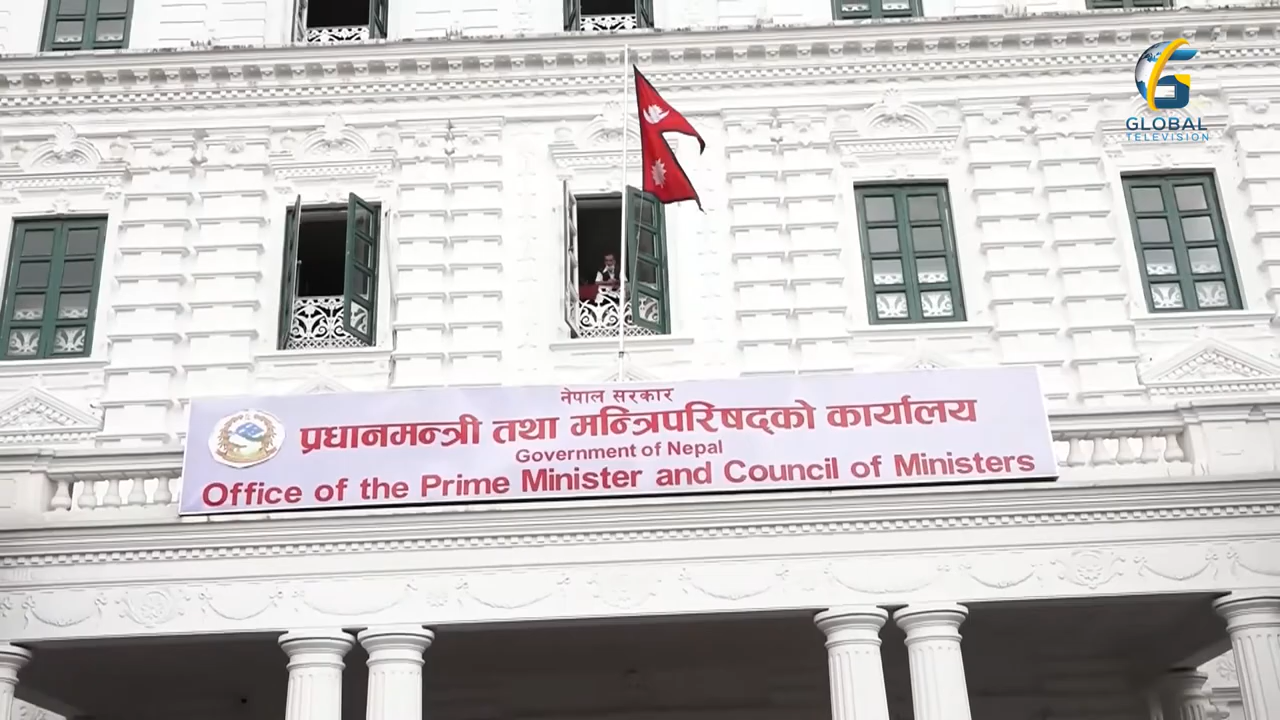 GLOBAL
TELEVISION
नेपाल सरकार
प्रधानमन्त्री तथा मन्त्रिपरिषद्को कार्यालय
Government of Nepal
Office of the Prime Minister and Council of Ministers